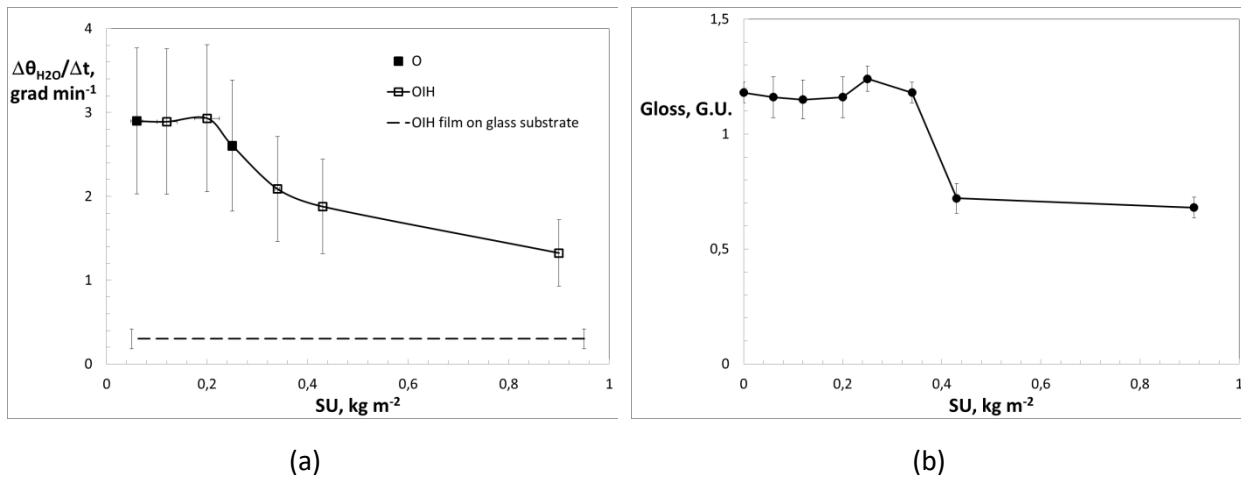 4
3
2
1
0
ΔθH2O/Δt,
grad min-1
O
OIH
OIH film on glass substrate
0
0,2
0,4
0,6
0,8
1
SU, kg m-2
(a)
1,5
1
0,5
0
Gloss, G.U.
0
0,2
0,4
0,6
0,8
1
SU, kg m-2
(b)